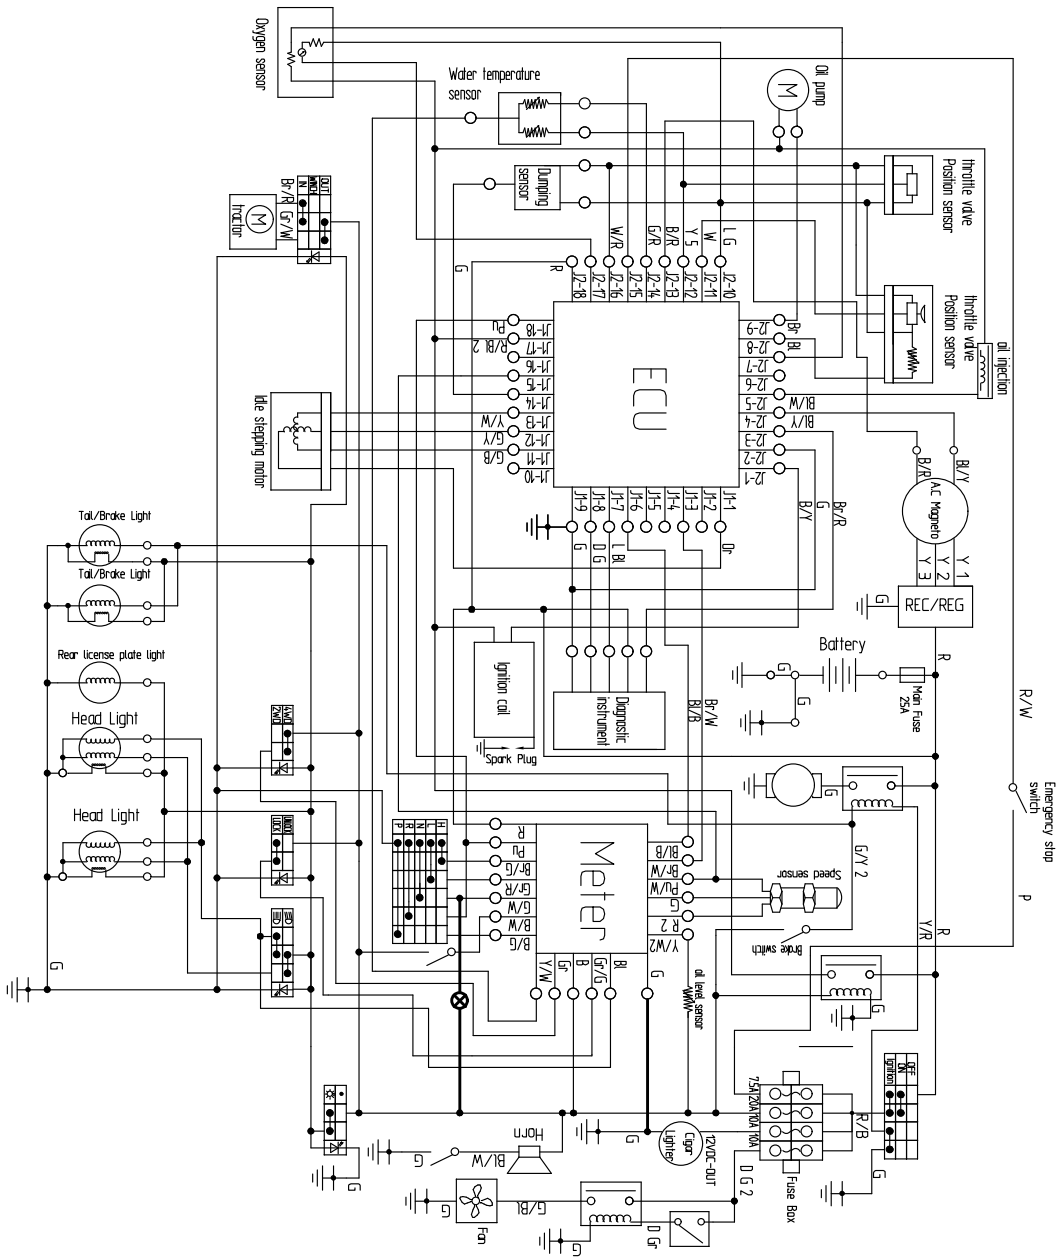 Oxygen sensor
Water temperature
sensor
Oil pump
M
throttle valve
Position sensor
Dumping
sensor
OUT
WINCH
IN
Br/R
Gr/W
M
tractor
W/R
G/R
B/R
Y 5
W
L G
G
R
J2-18
J2-17
J2-16
J2-15
J2-14
J2-13
J2-12
J2-11
J2-10
throttle valve
Position sensor
oil injection
Pu
R/Bl 2
J1-18
J1-17
J1-16
J1-15
J1-14
J1-13
J1-12
J1-11
J1-10
Y/W
G/Y
G/B
ECU
Br
Bl
J2-9
J2-8
J2-7
J2-6
J2-5
J2-4
J2-3
J2-2
J2-1
Bl/W
Bl/Y
Idle stepping motor
J1-9
J1-8
J1-7
J1-6
J1-5
J1-4
J1-3
J1-2
J1-1
B/Y
G
Br/R
B/R
Bl/Y
A.C Magneto
G
D G
L Bl
Or
Y 3
Y 2
Y 1
REC/REG
G
Tail/Brake Light
Tail/Brake Light
Rear license plate light
Head Light
Head Light
Ignition coil
Spark Plug
Diagnostic
instrument
Bl/B
Br/W
Battery
G
G
Main Fuse
25A
R
R/W
Emergency stop
switch
P
4WD
2WD
UNLOCK
LOCK
G
G/Y 2
H
L
N
R
P
R
Pu
Br/G
Gr/R
G/W
B/W
B/G
Meter
Bl/B
Br/W
Pu/W
G
R 2
Y/W2
Speed sensor
Brake switch
Y/R
R
Y/W
Gr
B
Gr/G
Bl
G
oil level sensor
G
G
OFF
ON
Ignition
7.5A
20A
10A
10A
R/B
G
Fuse Box
12VDC-OUT
Cigar
Lighter
G
Horn
Bl/W
G
G
D G 2
G
Fan
G/Bl
D Gr
G